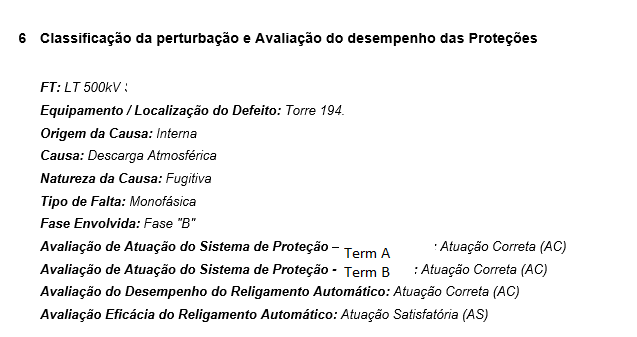 6 Classificação da perturbação e Avaliação do desempenho das Proteções
FT: LT 500kV
Equipamento / Localização do Defeito: Torre 194.
Origem da Causa: Interna
Causa: Descarga Atmosférica
Natureza da Causa: Fugitiva
Tipo de Falta: Monofásica
Fase Envolvida: Fase "B"
Avaliação de Atuação do Sistema de Proteção – Term A : Atuação Correta (AC)
Avaliação de Atuação do Sistema de Proteção - Term B : Atuação Correta (AC)
Avaliação do Desempenho do Religamento Automático: Atuação Correta (AC)
Avaliação Eficácia do Religamento Automático: Atuação Satisfatória (AS)